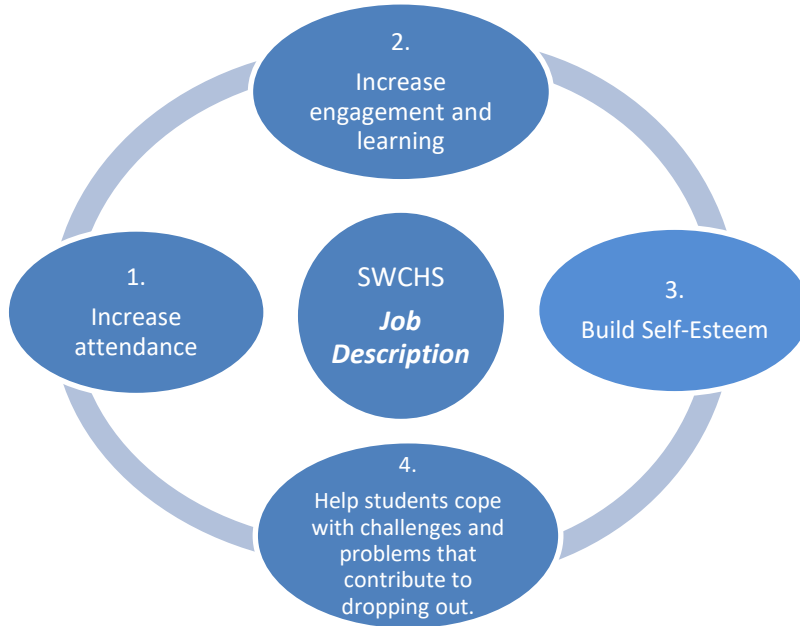 2.
Increase
engagement and
learning
1.
Increase
attendance
SWCHS
Job
Description
3.
Build Self-Esteem
4.
Help students cope
with challenges and
problems that
contribute to
dropping out.